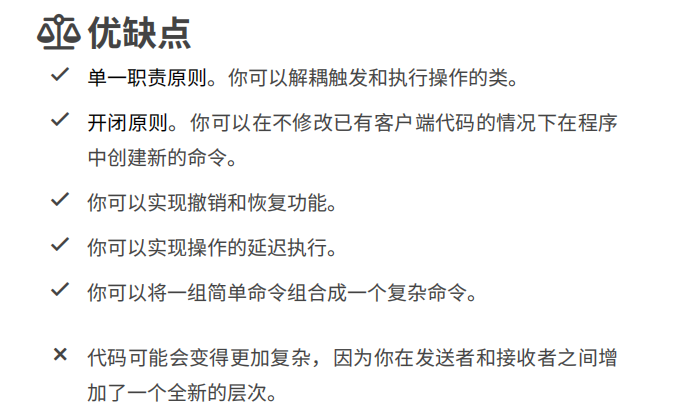 优缺点
单一职责原则。你可以解耦触发和执行操作的类。
开闭原则。你可以在不修改已有客户端代码的情况下在程序
中创建新的命令。
你可以实现撤销和恢复功能。
你可以实现操作的延迟执行。
你可以将一组简单命令组合成一个复杂命令。
代码可能会变得更加复杂，因为你在发送者和接收者之间增
加了一个全新的层次。